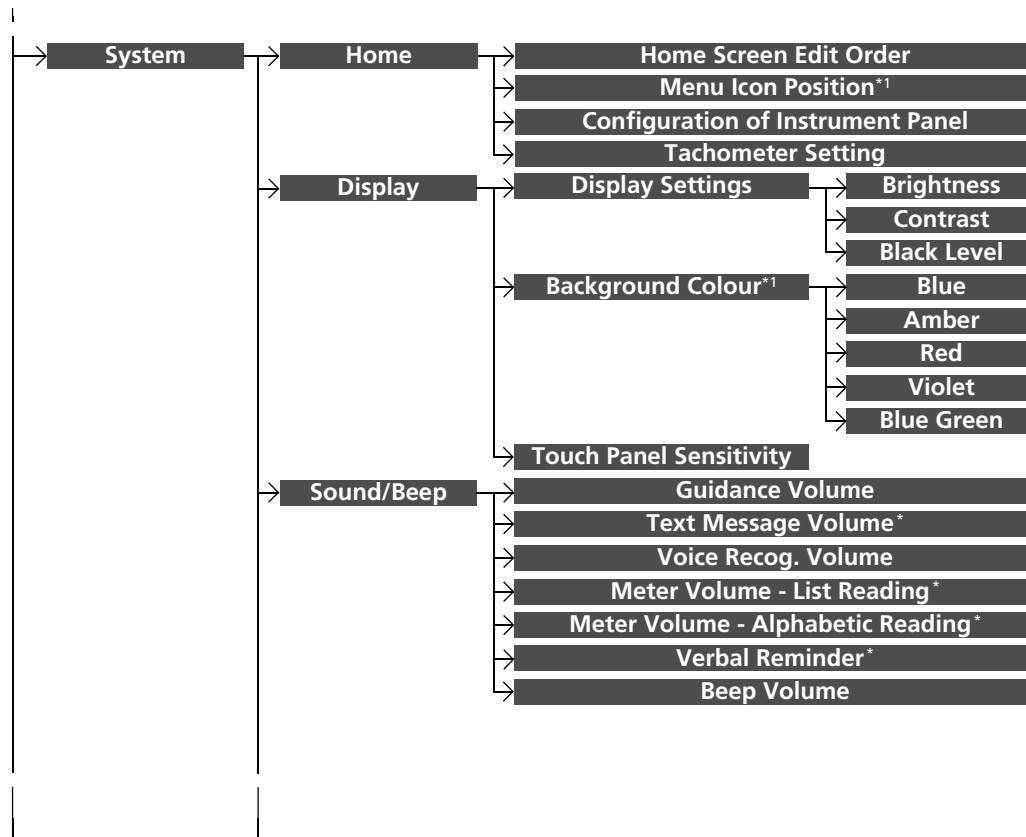 System
Home
Home Screen Edit Order
Menu Icon Position*1
Configuration of Instrument Panel
Tachometer Setting
Display
Display Settings
Brightness
Contrast
Black Level
Background Colour*1
Blue
Amber
Red
Violet
Blue Green
Touch Panel Sensitivity
Sound/Beep
Guidance Volume
Text Message Volume*
Voice Recog. Volume
Meter Volume - List Reading*
Meter Volume - Alphabetic Reading*
Verbal Reminder*
Beep Volume